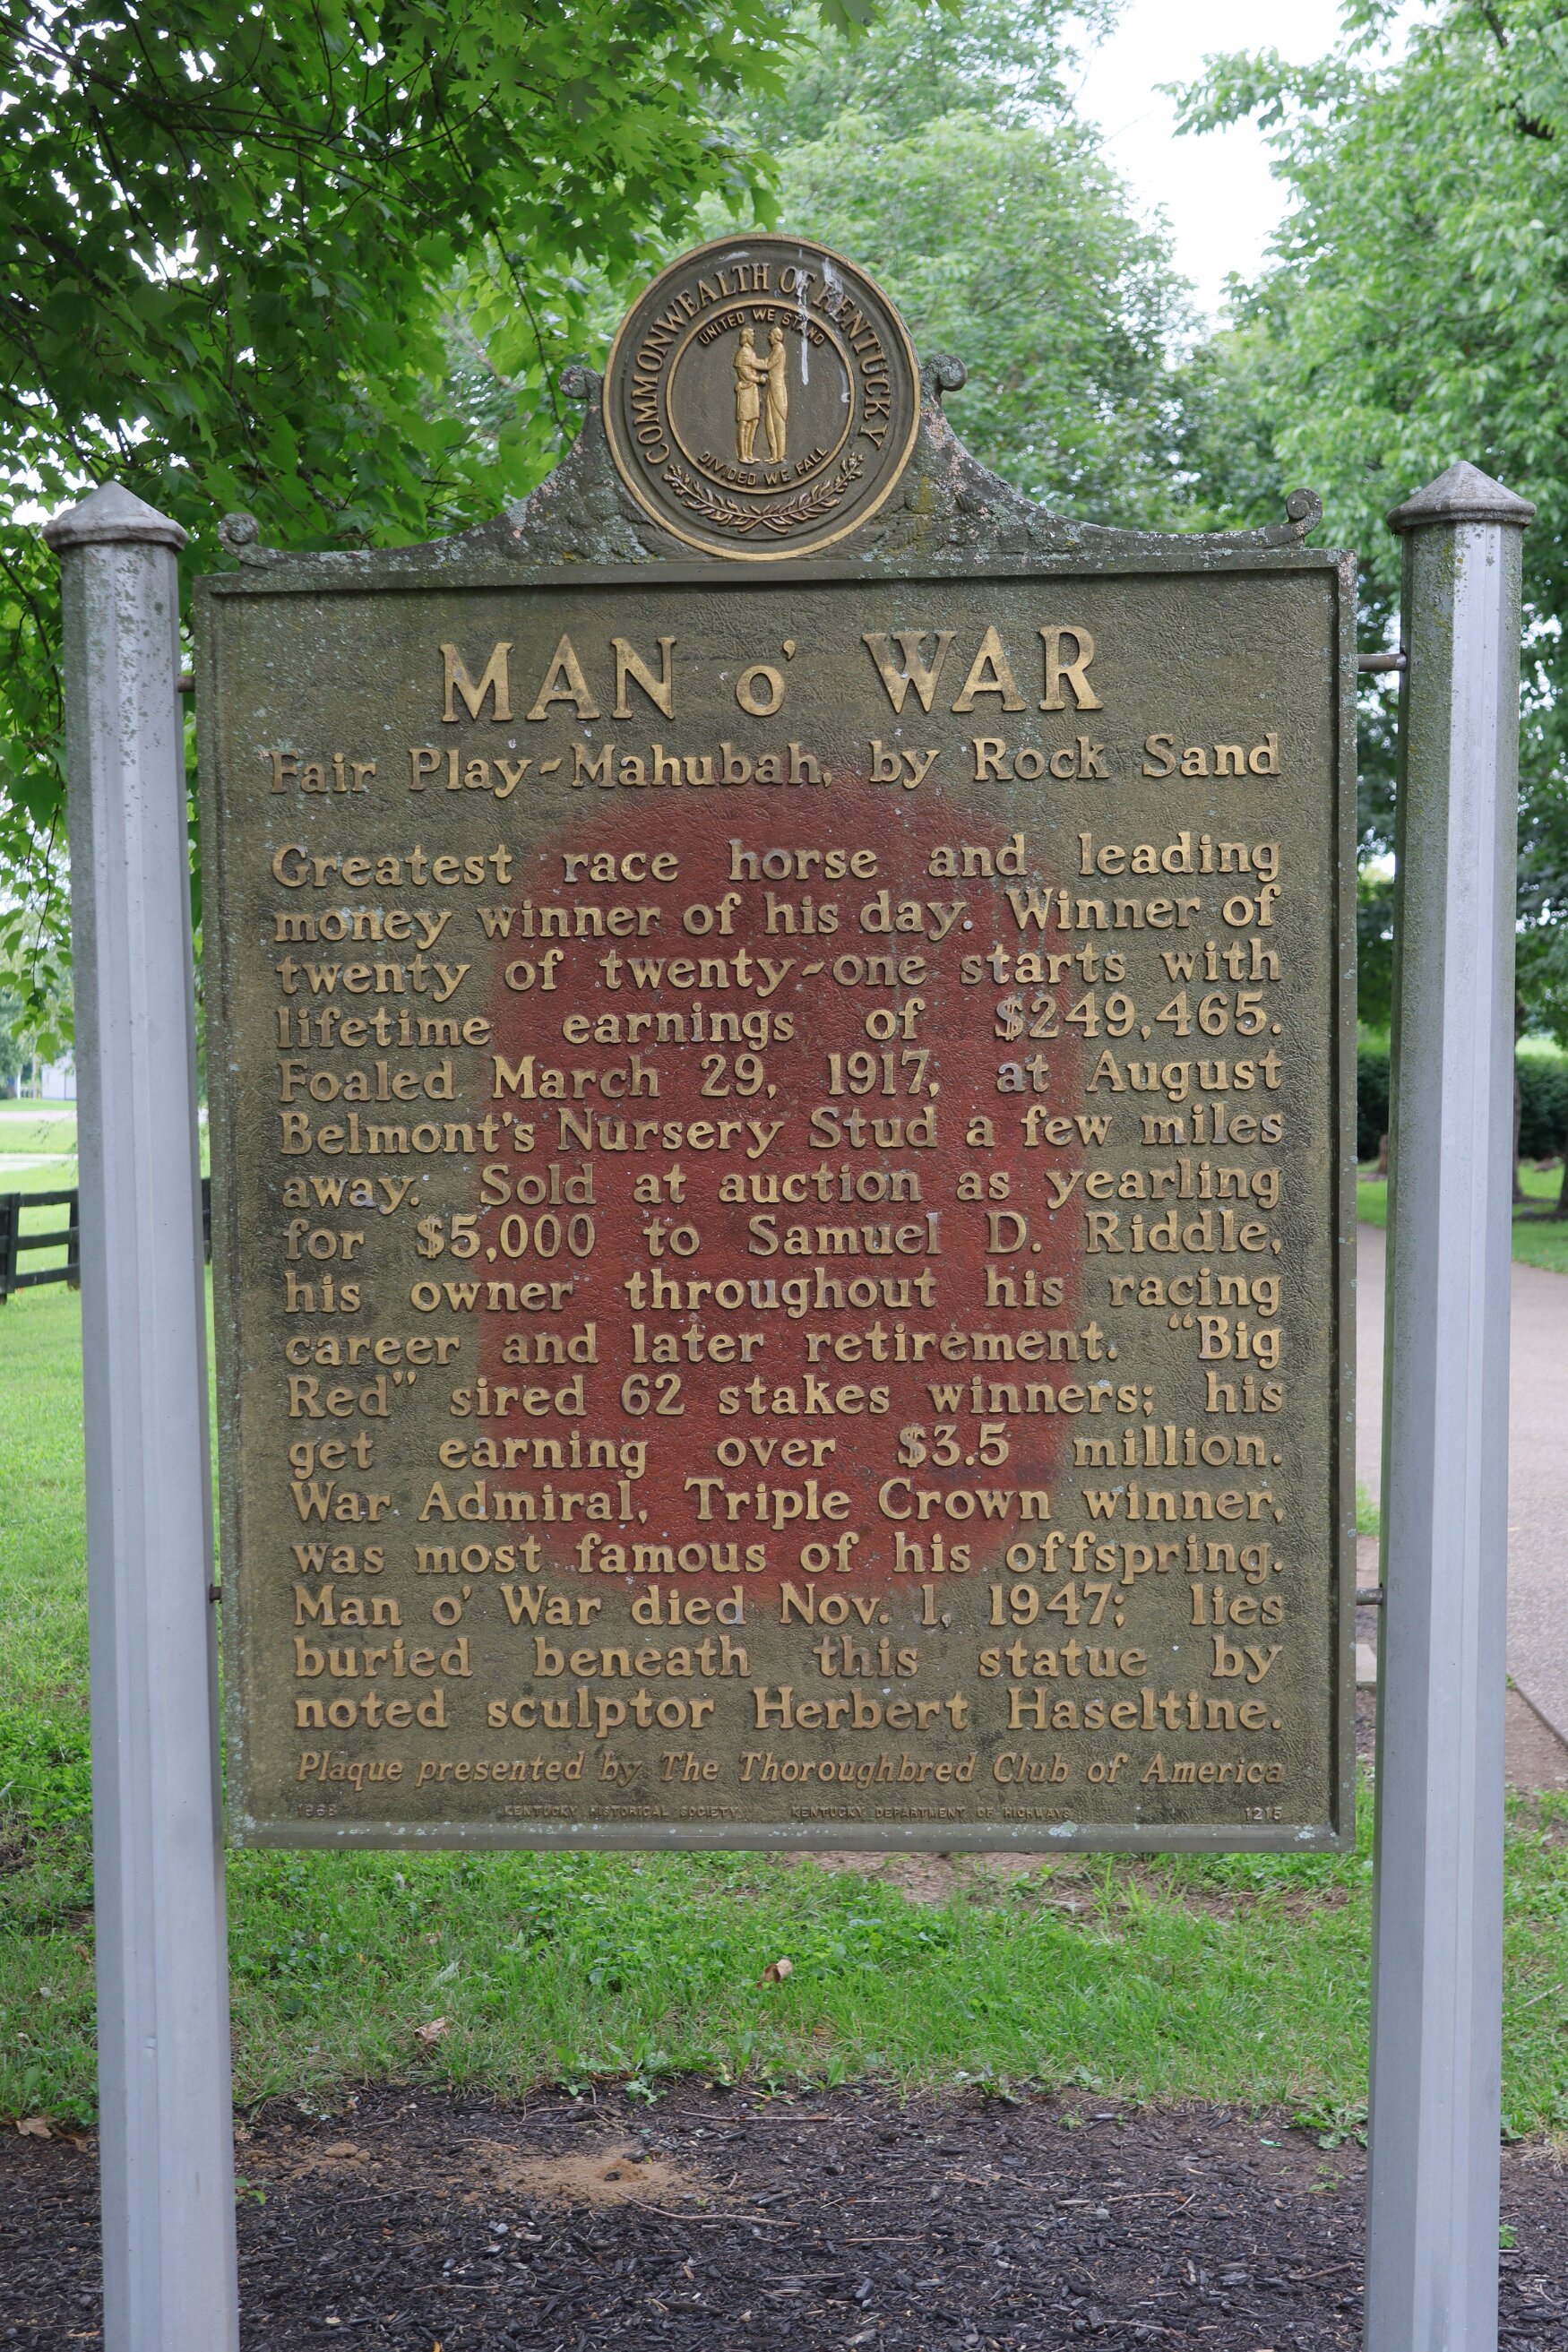 COMMONWEALTH OF KENTUCKY
UNITED WE STAND
DIVIDED WE FALL
MAN o' WAR
Fair Play-Mahubah, by Rock Sand
Greatest race horse and leading
money winner of his day. Winner of
twenty of twenty-one starts with
lifetime earnings of $249,465.
Foaled March 29, 1917, at August
Belmont's Nursery Stud a few miles
away. Sold at auction as yearling
for $5,000 to Samuel D. Riddle,
his owner throughout his racing
career and later retirement. "Big
Red" sired 62 stakes winners; his
get earning over $3.5 million.
War Admiral, Triple Crown winner,
was most famous of his offspring.
Man o' War died Nov. 1, 1947; lies
buried beneath this statue by
noted sculptor Herbert Haseltine.
Plaque presented by The Thoroughbred Club of America
KENTUCKY HISTORICAL SOCIETY KENTUCKY DEPARTMENT OF HIGHWAYS 1215